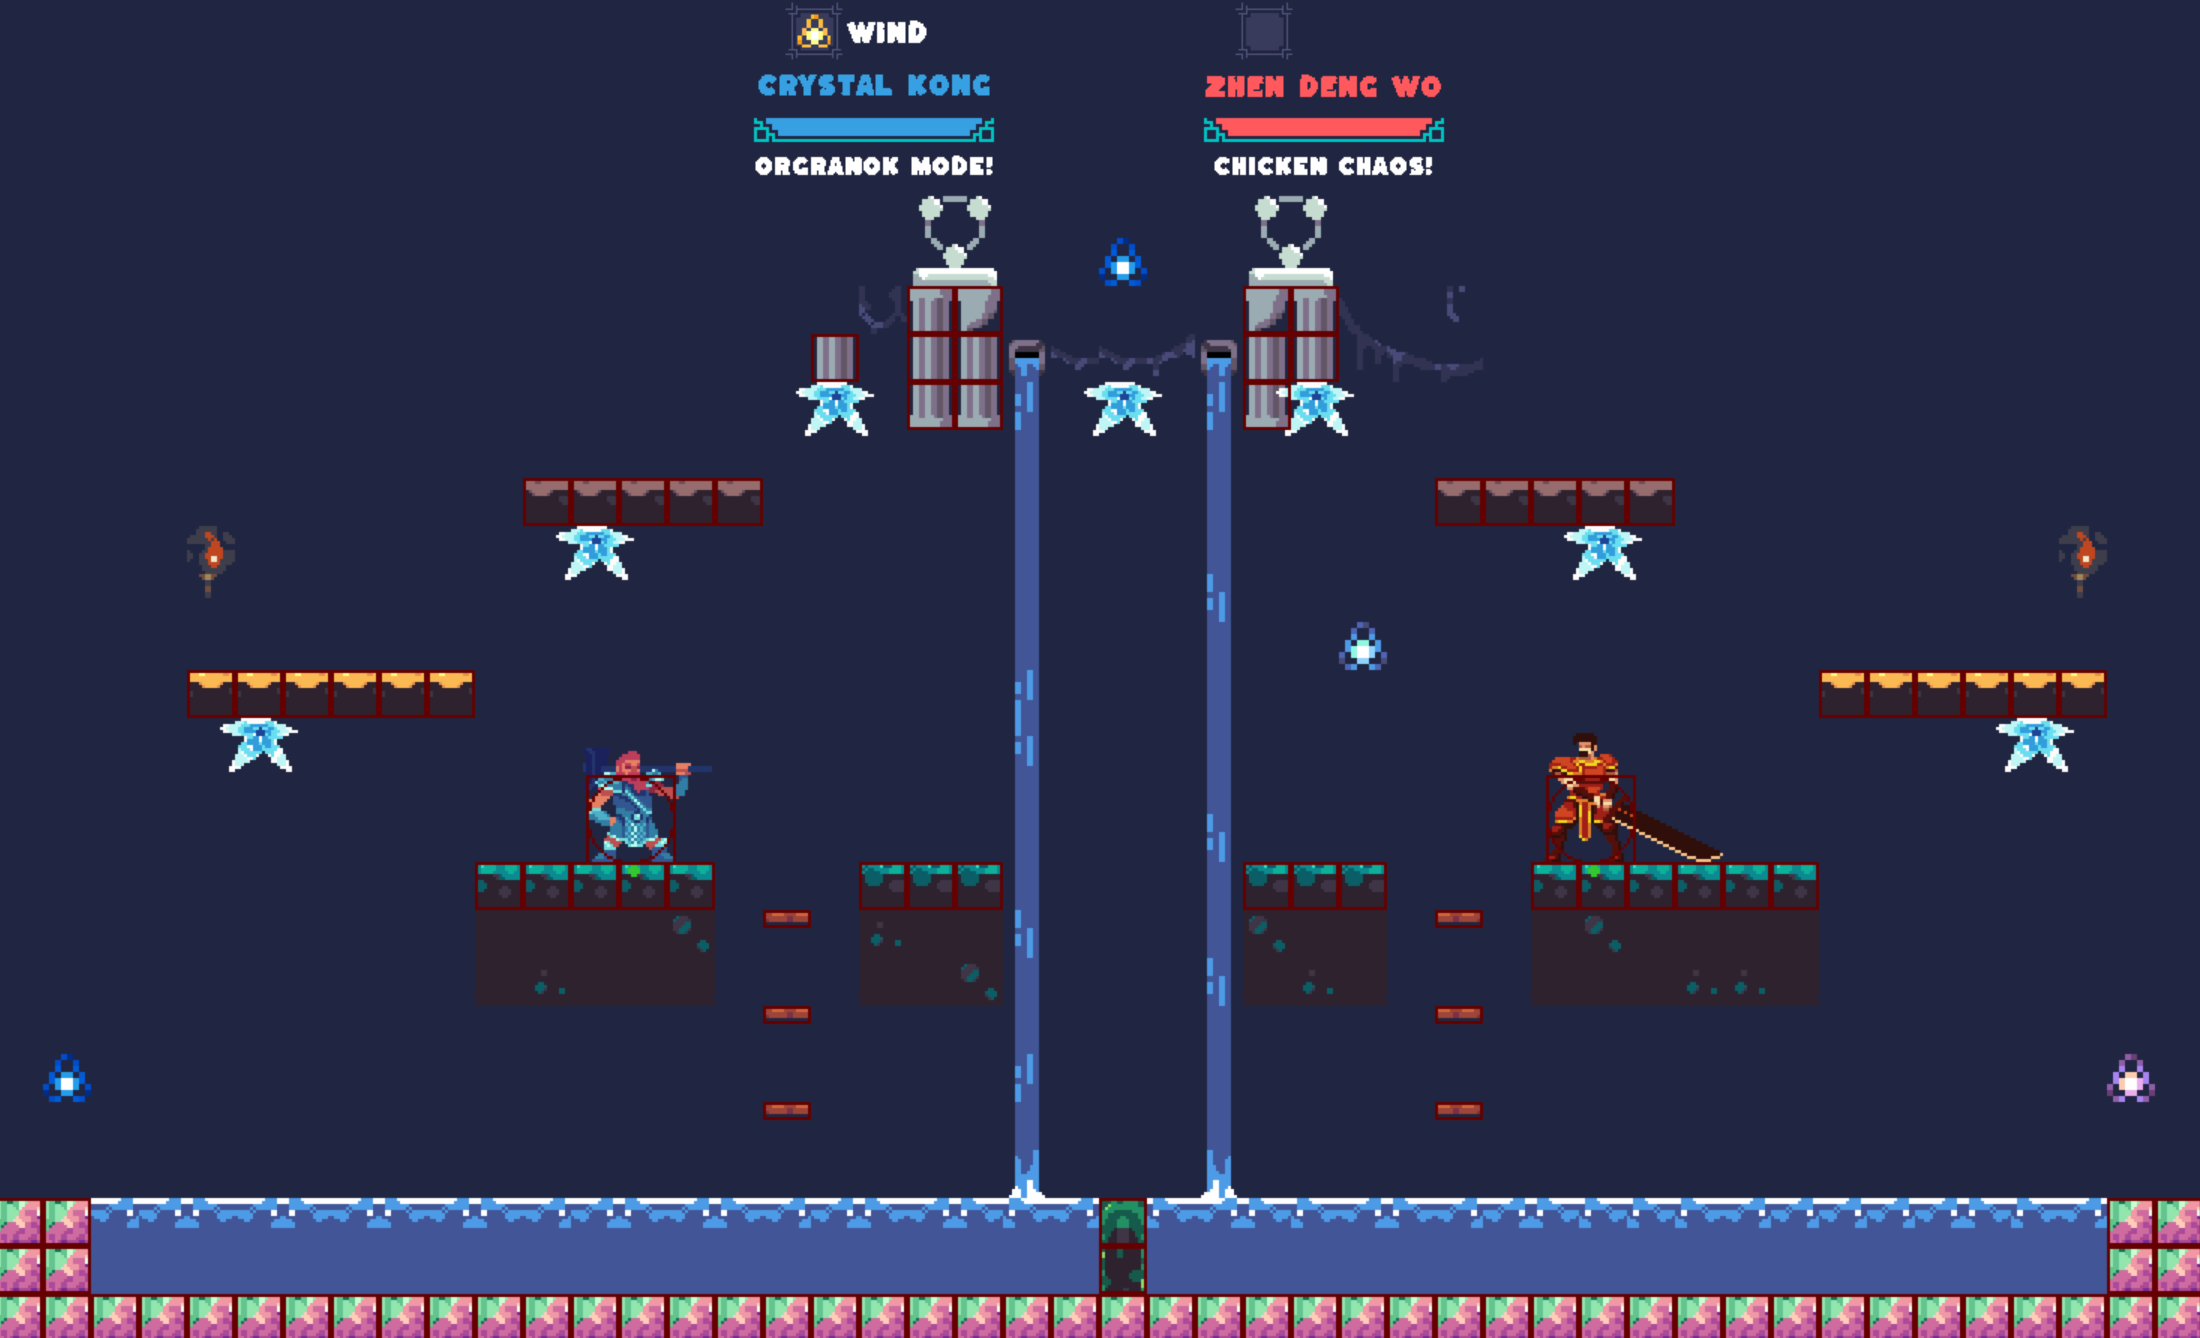 WIND
CRYSTAL KONG
ZHEN DENG WO
ORGRANOK MODE!
CHICKEN CHAOS!